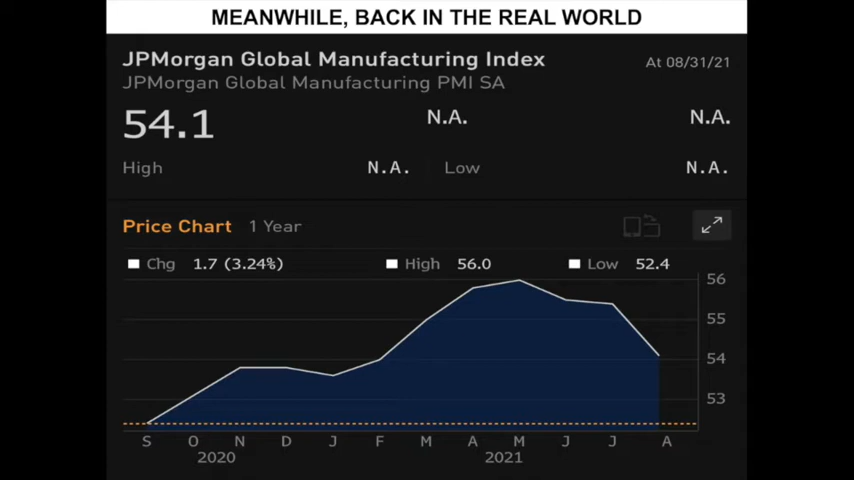 MEANWHILE, BACK IN THE REAL WORLD
JPMorgan Global Manufacturing Index At 08/31/21
JPMorgan Global Manufacturing PMI SA
54.1 N.A. N.A.
High N.A. Low N.A.
Price Chart 1 Year
Chg 1.7 (3.24%) High 56.0 Low 52.4
56
55
54
53
S O N D J F M A M J J A
2020 2021